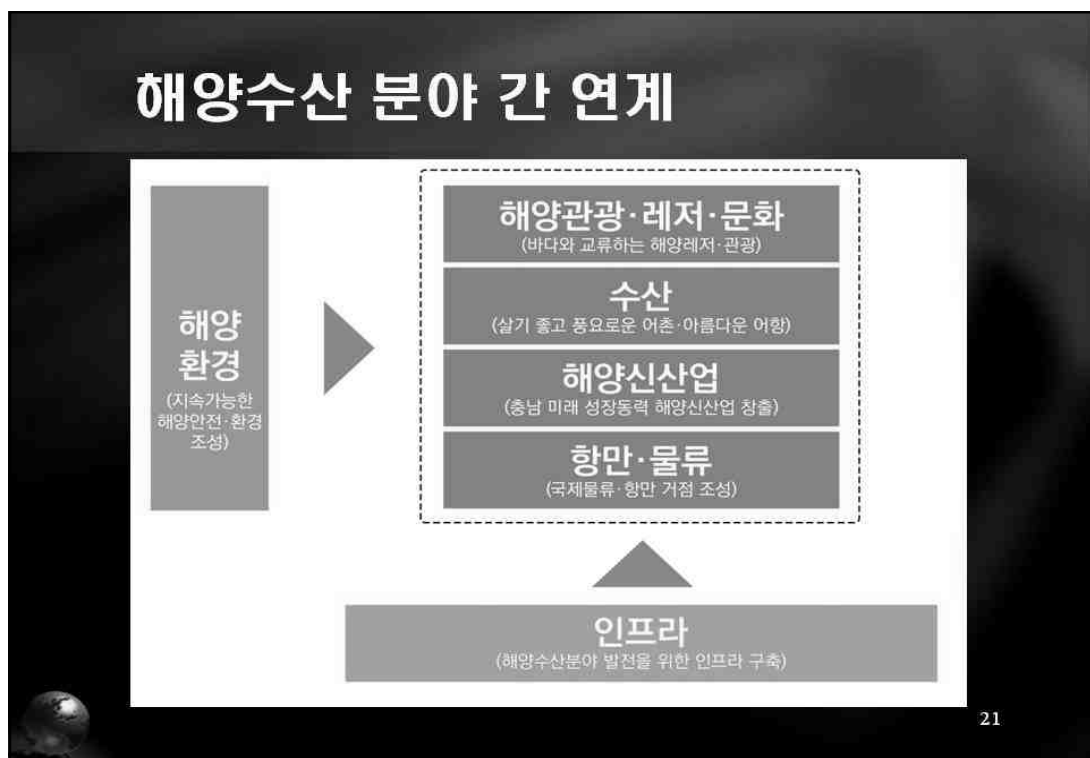 해양수산 분야 간 연계
해양
환경
(지속가능한
해양안전·환경
조성)
해양관광·레저·문화
(바다와 교류하는 해양레저·관광)
수산
(살기 좋고 풍요로운 어촌·아름다운 어항)
해양신산업
(충남 미래 성장동력 해양신산업 창출)
항만·물류
(국제물류·항만 거점 조성)
인프라
(해양수산분야 발전을 위한 인프라 구축)
21